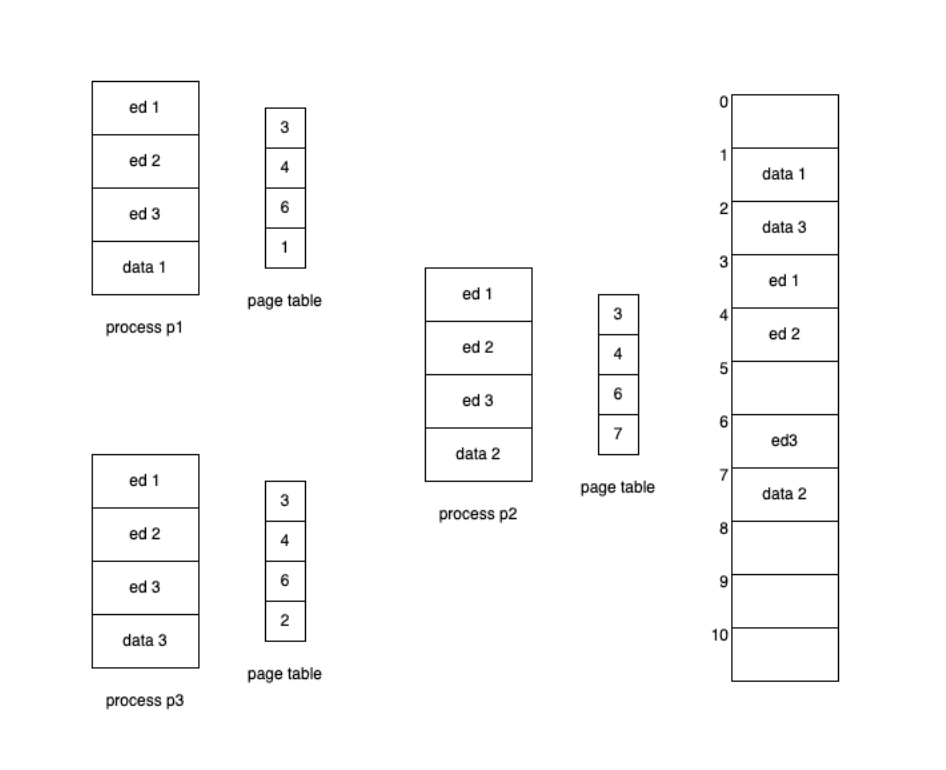 ed 1
ed 2
ed 3
data 1
process p1
3
4
6
1
page table
ed 1
ed 2
ed 3
data 2
process p2
3
4
6
7
page table
ed 1
ed 2
ed 3
data 3
process p3
3
4
6
2
page table
0
1
data 1
2
data 3
3
ed 1
4
ed 2
5
6
ed3
7
data 2
8
9
10